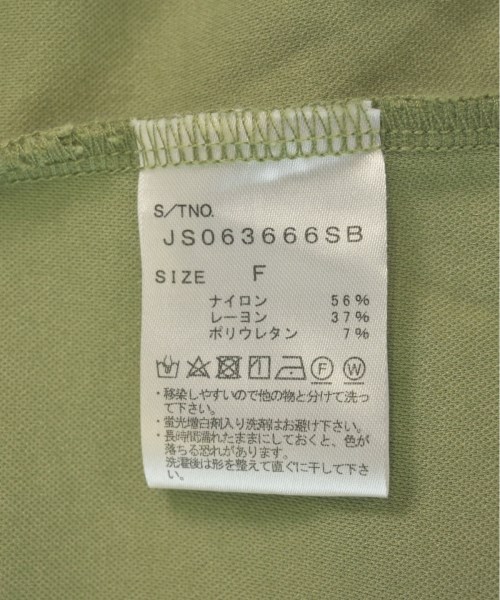 S/TNO.
JS063666SB
SIZE F
ナイロン 56%
レーヨン 37%
ポリウレタン 7%
F W
・移染しやすいので他の物と分けて洗っ
て下さい。
・蛍光増白剤入り洗剤はお避け下さい。
・長時間濡れたままにしておくと、色が
落ちる恐れがあります。
洗濯後は形を整えて直ぐに干して下さ
い。